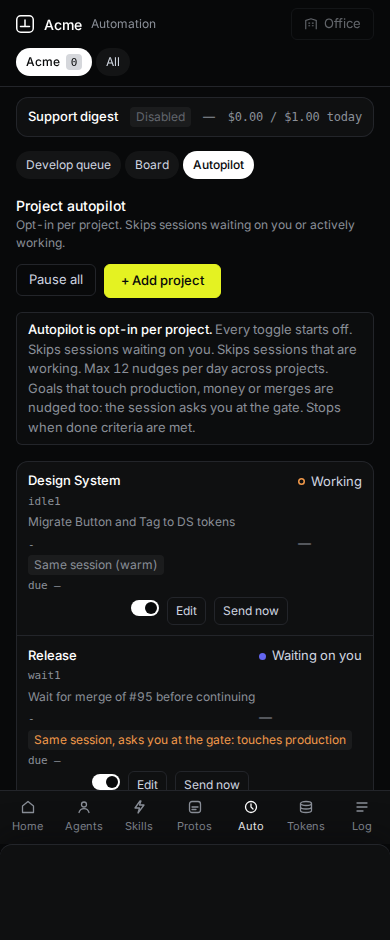 Acme Automation Office
Acme 0 All
Support digest Disabled — $0.00 / $1.00 today
Develop queue Board Autopilot
Project autopilot
Opt-in per project. Skips sessions waiting on you or actively
working.
Pause all + Add project
Autopilot is opt-in per project. Every toggle starts off.
Skips sessions waiting on you. Skips sessions that are
working. Max 12 nudges per day across projects.
Goals that touch production, money or merges are
nudged too: the session asks you at the gate. Stops
when done criteria are met.
Design System Working
idle1
Migrate Button and Tag to DS tokens
- —
Same session (warm)
due —
Edit Send now
Release Waiting on you
wait1
Wait for merge of #95 before continuing
- —
Same session, asks you at the gate: touches production
due —
Edit Send now
Home Agents Skills Protos Auto Tokens Log